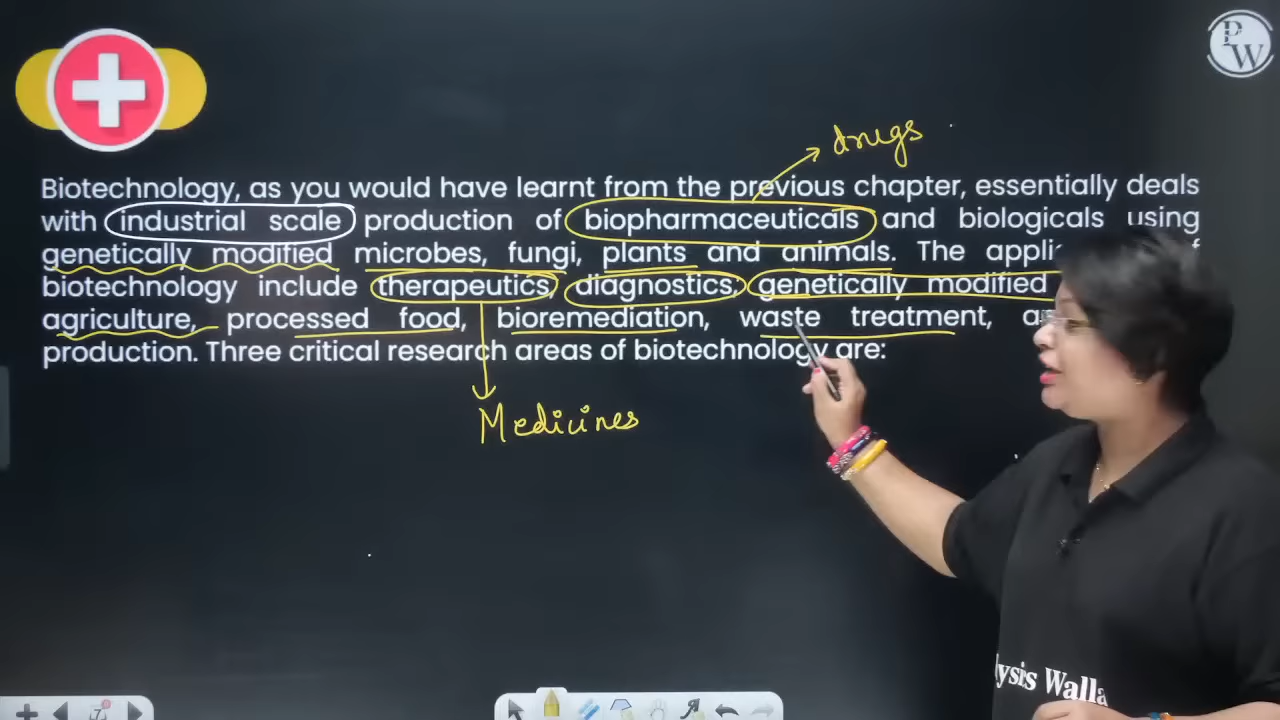 PW
drugs
Biotechnology, as you would have learnt from the previous chapter, essentially deals
with industrial scale production of biopharmaceuticals and biologicals using
genetically modified microbes, fungi, plants and animals. The
biotechnology include therapeutics, diagnostics, genetically modified
agriculture, processed food, bioremediation, waste treatment,
production. Three critical research areas of biotechnology are:
Medicines